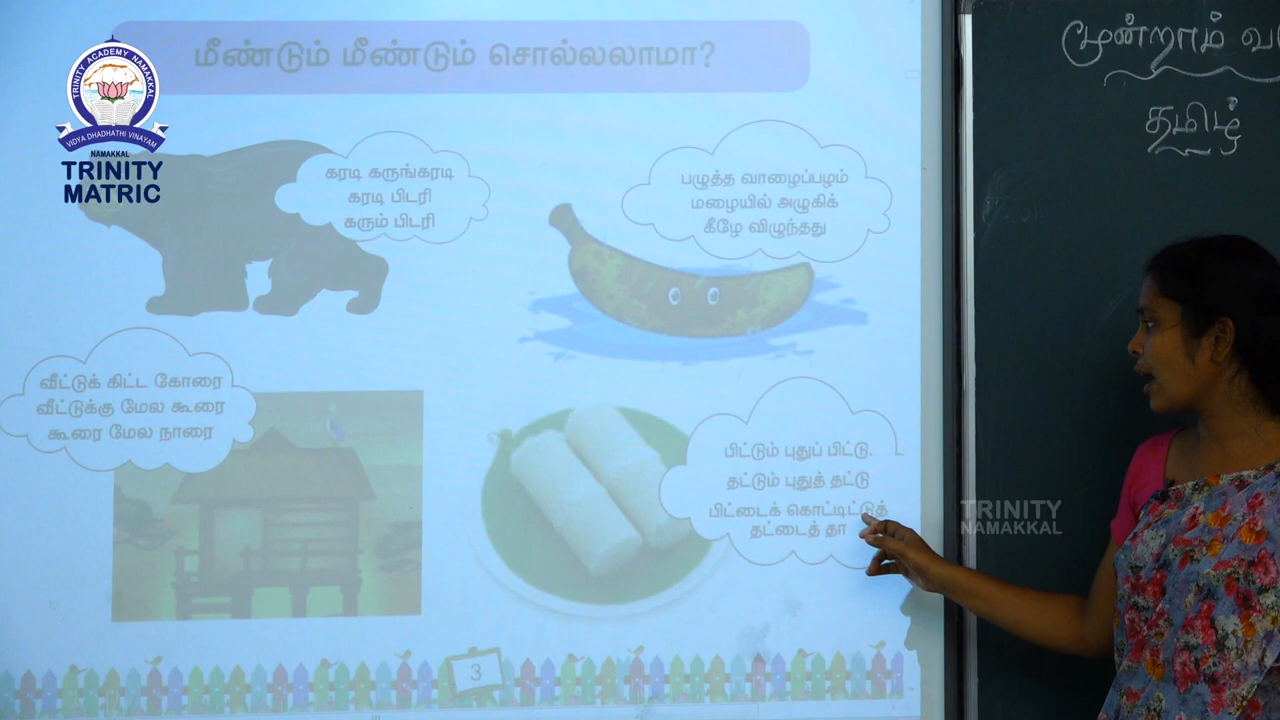 மீண்டும் மீண்டும் சொல்லலாமா?
TRINITY ACADEMY NAMAKKAL
VIDYA DHADHATHI VINAYAM
NAMAKKAL
TRINITY
MATRIC
கரடி கருங்கரடி
கரடி பிடரி
கரும் பிடரி
பழுத்த வாழைப்பழம்
மழையில் அழுகிக்
கீழே விழுந்தது
வீட்டுக் கிட்ட கோரை
வீட்டுக்கு மேல கூரை
கூரை மேல நாரை
பிட்டும் புதுப் பிட்டு.
தட்டும் புதுத் தட்டு
பிட்டைக் கொட்டிட்டுத்
தட்டைத் தா
3
மூன்றாம்
தமிழ்
TRINITY
NAMAKKAL